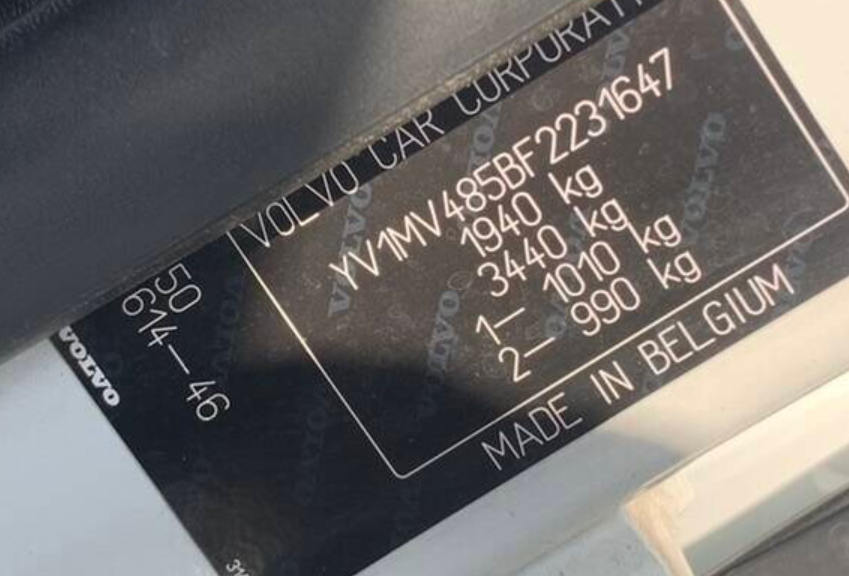 VOLVO CAR CORPORATI
YV1MV485BF2231647
1940 kg
3440 kg
1— 1010 kg
2— 990 kg
MADE IN BELGIUM
50
614—46
VOLVO